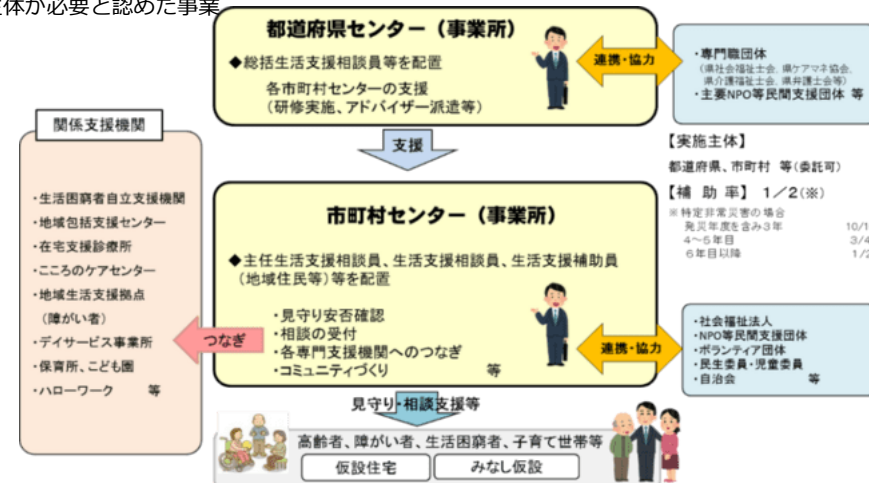 体が必要と認めた事業
都道府県センター（事業所）
◆総括生活支援相談員等を配置
各市町村センターの支援
（研修実施、アドバイザー派遣等）
連携・協力
・専門職団体
（県社会福祉士会、県ケアマネ協会、
県介護福祉士会、県弁護士会等）
・主要NPO等民間支援団体 等
支援
【実施主体】
都道府県、市町村 等（委託可）
【補 助 率】 1／2（※）
※特定非常災害の場合
発災年度を含み３年 10/1
４～５年目 3/4
６年目以降 1/2
関係支援機関
・生活困窮者自立支援機関
・地域包括支援センター
・在宅支援診療所
・こころのケアセンター
・地域生活支援拠点
（障がい者）
・デイサービス事業所
・保育所、こども園
・ハローワーク 等
つなぎ
市町村センター（事業所）
◆主任生活支援相談員、生活支援相談員、生活支援補助員
（地域住民等）等を配置
・見守り安否確認
・相談の受付
・各専門支援機関へのつなぎ
・コミュニティづくり 等
連携・協力
・社会福祉法人
・NPO等民間支援団体
・ボランティア団体
・民生委員・児童委員
・自治会 等
見守り・相談支援等
高齢者、障がい者、生活困窮者、子育て世帯等
仮設住宅
みなし仮設